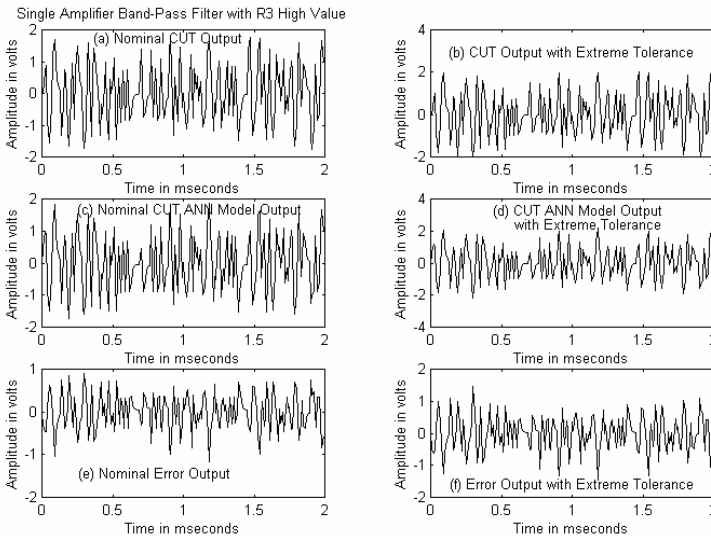 Single Amplifier Band-Pass Filter with R3 High Value
2
1
0
-1
-2
Amplitude in volts
(a) Nominal CUT Output
0 0.5 1 1.5 2
Time in mseconds
4
2
0
-2
Amplitude in volts
(b) CUT Output with Extreme Tolerance
0 0.5 1 1.5 2
Time in mseconds
2
1
0
-1
-2
Amplitude in volts
(c) Nominal CUT ANN Model Output
0 0.5 1 1.5 2
Time in mseconds
4
2
0
-2
-4
Amplitude in volts
(d) CUT ANN Model Output
with Extreme Tolerance
0 0.5 1 1.5 2
Time in mseconds
1
0
-1
2
Amplitude in volts
(e) Nominal Error Output
0 0.5 1 1.5 2
Time in mseconds
2
1
0
-1
2
Amplitude in volts
(f) Error Output with Extreme Tolerance
0 0.5 1 1.5 2
Time in mseconds